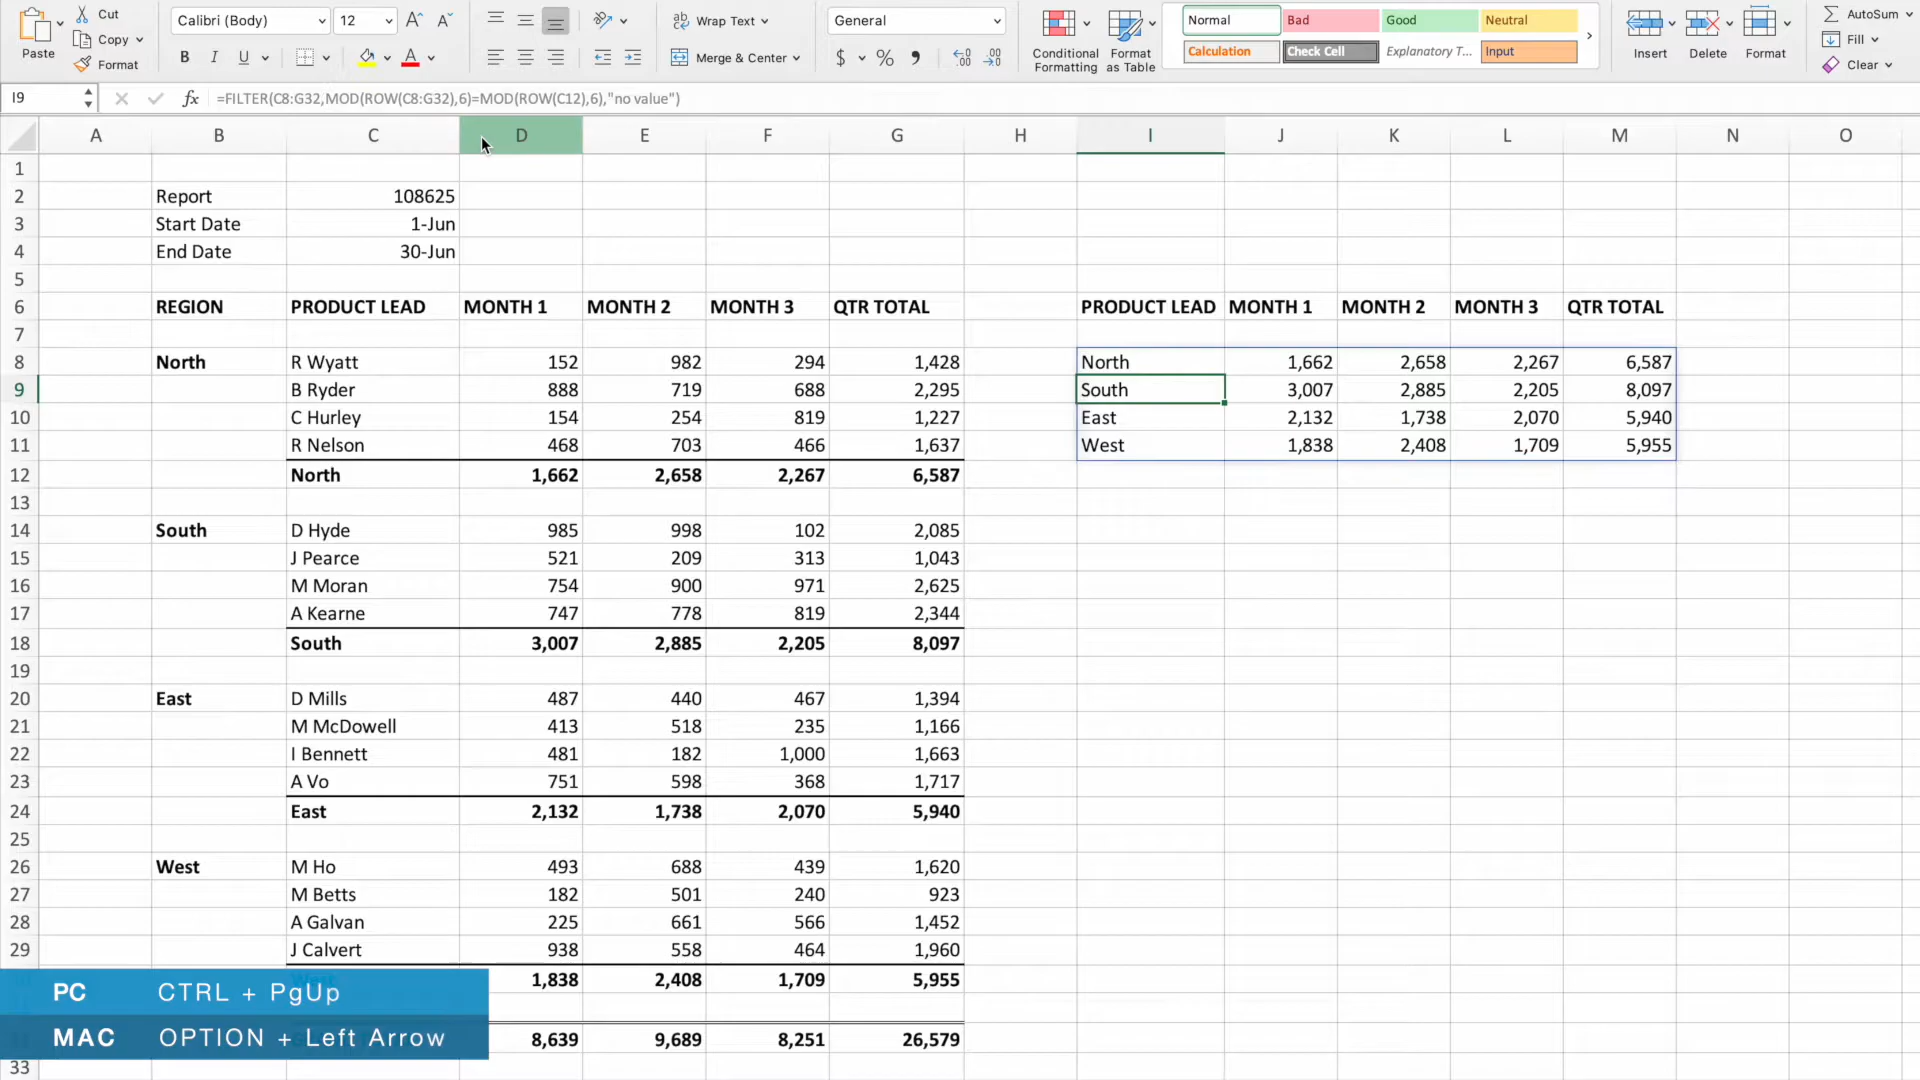 Paste
Cut
Copy
Format
Calibri (Body)
12
A^
A˅
B I U
A
ab Wrap Text
Merge & Center
General
$ % ,
Conditional Formatting
Format as Table
Normal Bad Good Neutral
Calculation Check Cell Explanatory T... Input
Insert
Delete
Format
AutoSum
Fill
Clear
I9
fx =FILTER(C8:G32,MOD(ROW(C8:G32),6)=MOD(ROW(C12),6),"no value")
A B C D E F G H I J K L M N O
1
2 Report 108625
3 Start Date 1-Jun
4 End Date 30-Jun
5
6 REGION PRODUCT LEAD MONTH 1 MONTH 2 MONTH 3 QTR TOTAL PRODUCT LEAD MONTH 1 MONTH 2 MONTH 3 QTR TOTAL
7
8 North R Wyatt 152 982 294 1,428 North 1,662 2,658 2,267 6,587
9 B Ryder 888 719 688 2,295 South 3,007 2,885 2,205 8,097
10 C Hurley 154 254 819 1,227 East 2,132 1,738 2,070 5,940
11 R Nelson 468 703 466 1,637 West 1,838 2,408 1,709 5,955
12 North 1,662 2,658 2,267 6,587
13
14 South D Hyde 985 998 102 2,085
15 J Pearce 521 209 313 1,043
16 M Moran 754 900 971 2,625
17 A Kearne 747 778 819 2,344
18 South 3,007 2,885 2,205 8,097
19
20 East D Mills 487 440 467 1,394
21 M McDowell 413 518 235 1,166
22 I Bennett 481 182 1,000 1,663
23 A Vo 751 598 368 1,717
24 East 2,132 1,738 2,070 5,940
25
26 West M Ho 493 688 439 1,620
27 M Betts 182 501 240 923
28 A Galvan 225 661 566 1,452
29 J Calvert 938 558 464 1,960
1,838 2,408 1,709 5,955
PC CTRL + PgUp
MAC OPTION + Left Arrow
8,639 9,689 8,251 26,579
33